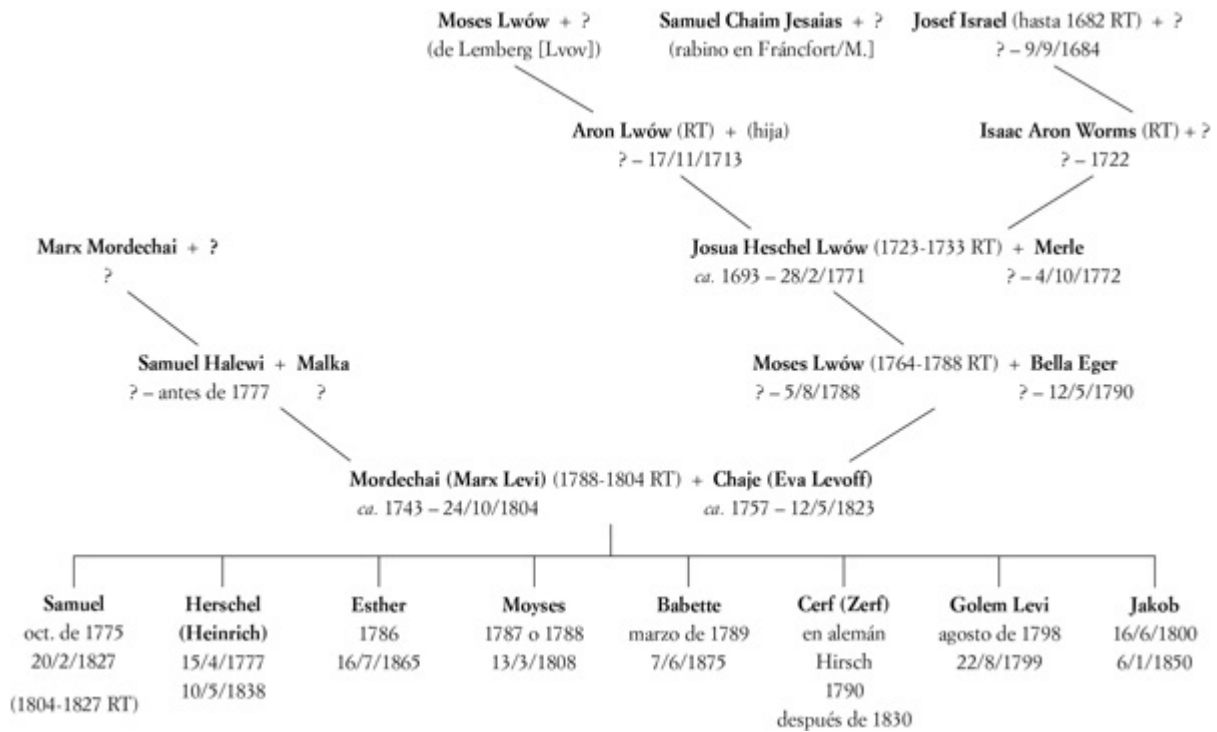 Moses Lwów + ?
(de Lemberg [Lvov])
Samuel Chaim Jesaias + ?
(rabino en Fráncfort/M.]
Josef Israel (hasta 1682 RT) + ?
? – 9/9/1684
Aron Lwów (RT) + (hija)
? – 17/11/1713
Isaac Aron Worms (RT) + ?
? – 1722
Marx Mordechai + ?
?
Josua Heschel Lwów (1723-1733 RT) + Merle
ca. 1693 – 28/2/1771
? – 4/10/1772
Samuel Halewi + Malka
? – antes de 1777
?
Moses Lwów (1764-1788 RT) + Bella Eger
? – 5/8/1788
? – 12/5/1790
Mordechai (Marx Levi) (1788-1804 RT) + Chaje (Eva Levoff)
ca. 1743 – 24/10/1804
ca. 1757 – 12/5/1823
Samuel
oct. de 1775
20/2/1827
(1804-1827 RT)
Herschel
(Heinrich)
15/4/1777
10/5/1838
Esther
1786
16/7/1865
Moyses
1787 o 1788
13/3/1808
Babette
marzo de 1789
7/6/1875
Cerf (Zerf)
en alemán
Hirsch
1790
después de 1830
Golem Levi
agosto de 1798
22/8/1799
Jakob
16/6/1800
6/1/1850